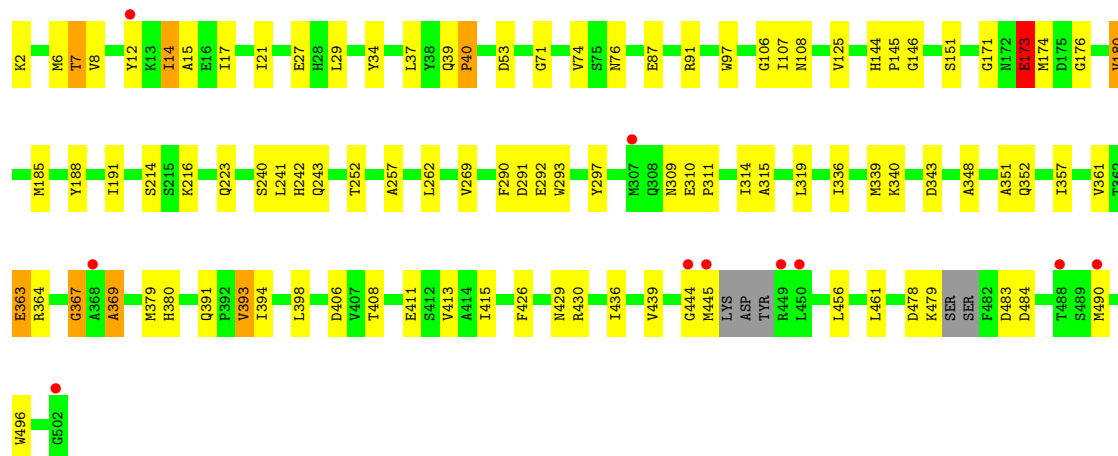 K2 M6 T7 V8 Y12 K13 I14 A15 E16 I17 I21 E27 H28 L29 Y34 L37 Y38 Q39 P40 D53 G71 V74 S75 N76 E87 R91 W97 G106 I107 N108 V125 H144 P145 G146 S151 G171 N172 E173 M174 D175 G176 V180
M185 Y188 I191 S214 S215 K216 Q223 S240 L241 H242 Q243 T252 A257 L262 V269 F290 D291 E292 W293 Y297 M307 Q308 N309 E310 P311 I314 A315 L319 I336 M339 K340 D343 A348 A351 Q352 I357 V361 T362
E363 R364 G367 A368 A369 M379 H380 Q391 P392 V393 I394 L398 D406 V407 T408 E411 S412 V413 A414 I415 F426 N429 R430 I436 V439 G444 M445 LYS ASP TYR R449 L450 L456 L461 D478 K479 SER SER F482 D483 D484 T488 S489 M490
W496 G502